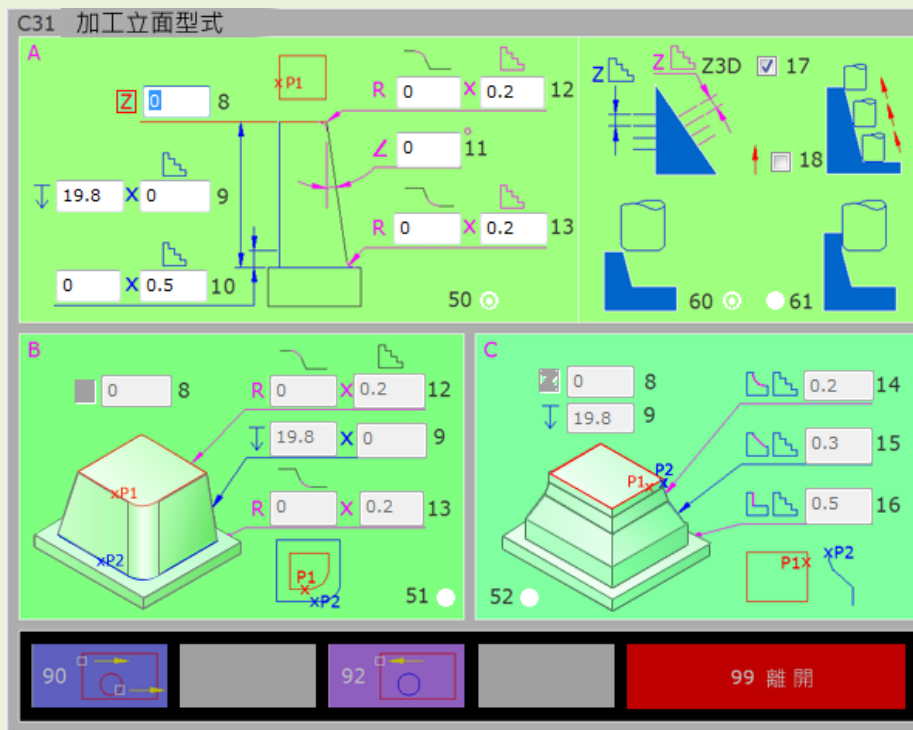 C31 加工立面型式
A
P1
Z 0 8
R 0 X 0.2 12
∠ 0 ° 11
19.8 X 0 9
R 0 X 0.2 13
0 X 0.5 10
50
Z Z Z3D 17
18
60 61
B
0 8
R 0 X 0.2 12
19.8 X 0 9
P1
R 0 X 0.2 13
P2
P1
P2
51
C
0 8
19.8 9
0.2 14
P2
P1
0.3 15
0.5 16
P1
P2
52
90 92 99 離開